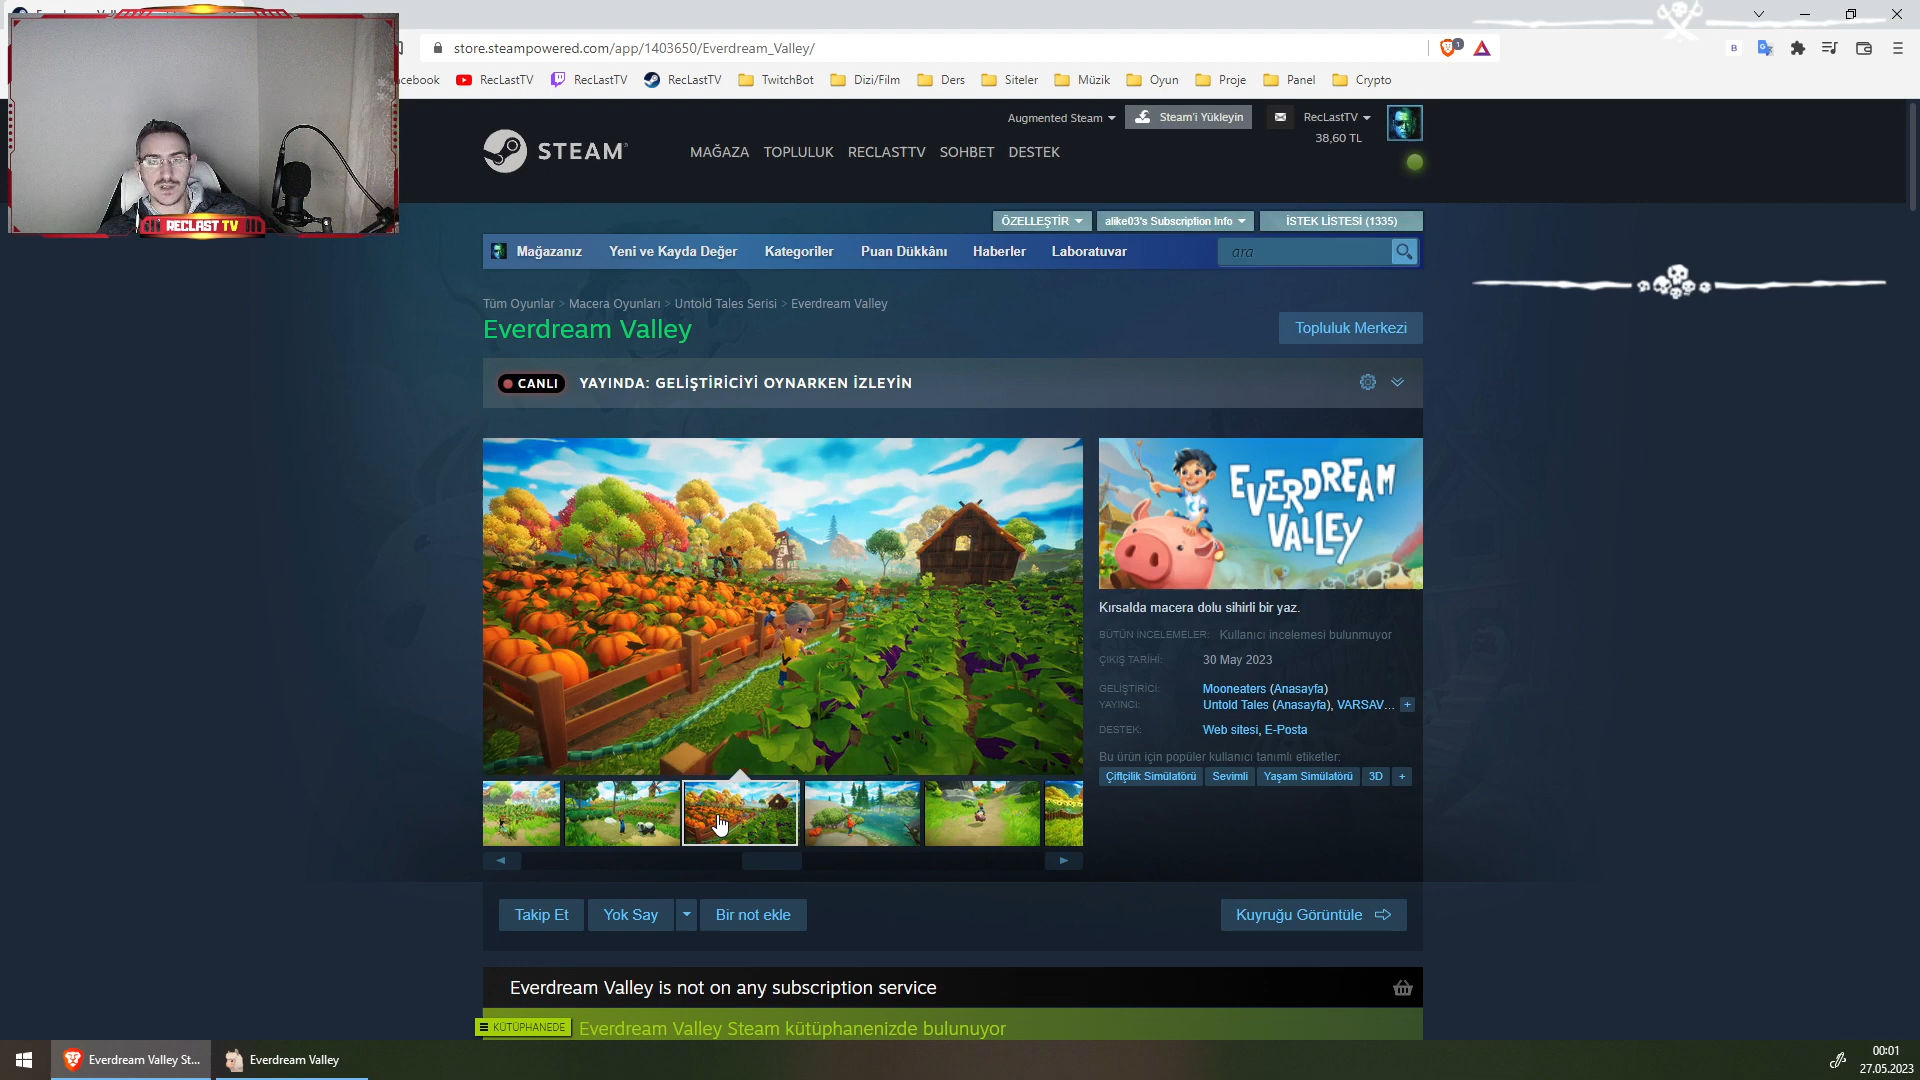 store.steampowered.com/app/1403650/Everdream_Valley/
1
B
RecLastTV
RecLastTV
RecLastTV
TwitchBot
Dizi/Film
Ders
Siteler
Müzik
Oyun
Proje
Panel
Crypto
RECLAST TV
Augmented Steam
Steam'i Yükleyin
RecLastTV
38,60 TL
STEAM
MAĞAZA
TOPLULUK
RECLASTTV
SOHBET
DESTEK
ÖZELLEŞTİR
alike03's Subscription Info
İSTEK LİSTESİ (1335)
Mağazanız
Yeni ve Kayda Değer
Kategoriler
Puan Dükkânı
Haberler
Laboratuvar
ara
Tüm Oyunlar > Macera Oyunları > Untold Tales Serisi > Everdream Valley
Everdream Valley
Topluluk Merkezi
CANLI
YAYINDA: GELİŞTİRİCİYİ OYNARKEN İZLEYİN
EVERDREAM
VALLEY
Kırsalda macera dolu sihirli bir yaz.
BÜTÜN İNCELEMELER: Kullanıcı incelemesi bulunmuyor
ÇIKIŞ TARİHİ: 30 May 2023
GELİŞTİRİCİ: Mooneaters (Anasayfa)
YAYINCI: Untold Tales (Anasayfa), VARSAV... +
DESTEK: Web sitesi, E-Posta
Bu ürün için popüler kullanıcı tanımlı etiketler:
Çiftçilik Simülatörü
Sevimli
Yaşam Simülatörü
3D
+
Takip Et
Yok Say
Bir not ekle
Kuyruğu Görüntüle
Everdream Valley is not on any subscription service
KÜTÜPHANEDE
Everdream Valley Steam kütüphanenizde bulunuyor
Everdream Valley St...
Everdream Valley
00:01
27.05.2023